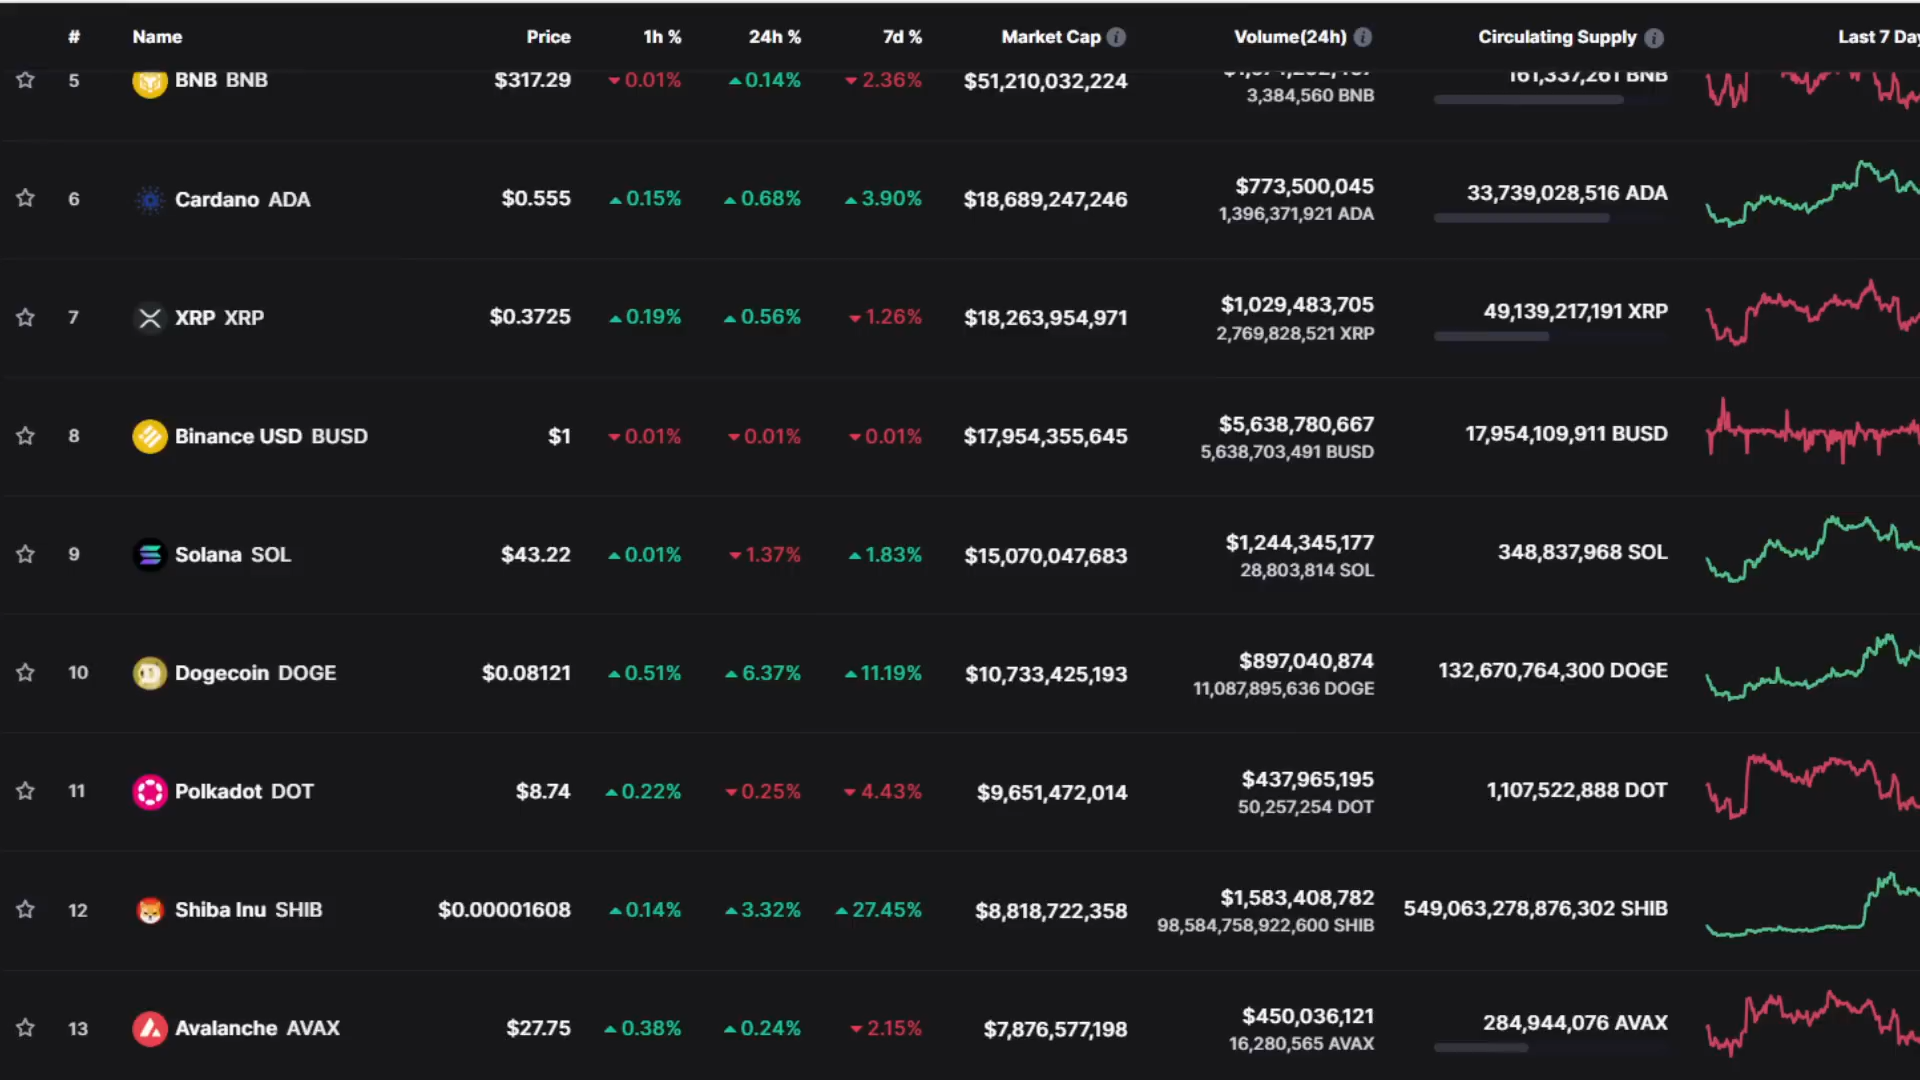 # Name Price 1h % 24h % 7d % Market Cap Volume(24h) Circulating Supply Last 7 Day
5 BNB BNB $317.29 0.01% 0.14% 2.36% $51,210,032,224 161,337,261 BNB
3,384,560 BNB
6 Cardano ADA $0.555 0.15% 0.68% 3.90% $18,689,247,246 $773,500,045 33,739,028,516 ADA
1,396,371,921 ADA
7 XRP XRP $0.3725 0.19% 0.56% 1.26% $18,263,954,971 $1,029,483,705 49,139,217,191 XRP
2,769,828,521 XRP
8 Binance USD BUSD $1 0.01% 0.01% 0.01% $17,954,355,645 $5,638,780,667 17,954,109,911 BUSD
5,638,703,491 BUSD
9 Solana SOL $43.22 0.01% 1.37% 1.83% $15,070,047,683 $1,244,345,177 348,837,968 SOL
28,803,814 SOL
10 Dogecoin DOGE $0.08121 0.51% 6.37% 11.19% $10,733,425,193 $897,040,874 132,670,764,300 DOGE
11,087,895,636 DOGE
11 Polkadot DOT $8.74 0.22% 0.25% 4.43% $9,651,472,014 $437,965,195 1,107,522,888 DOT
50,257,254 DOT
12 Shiba Inu SHIB $0.00001608 0.14% 3.32% 27.45% $8,818,722,358 $1,583,408,782 549,063,278,876,302 SHIB
98,584,758,922,600 SHIB
13 Avalanche AVAX $27.75 0.38% 0.24% 2.15% $7,876,577,198 $450,036,121 284,944,076 AVAX
16,280,565 AVAX